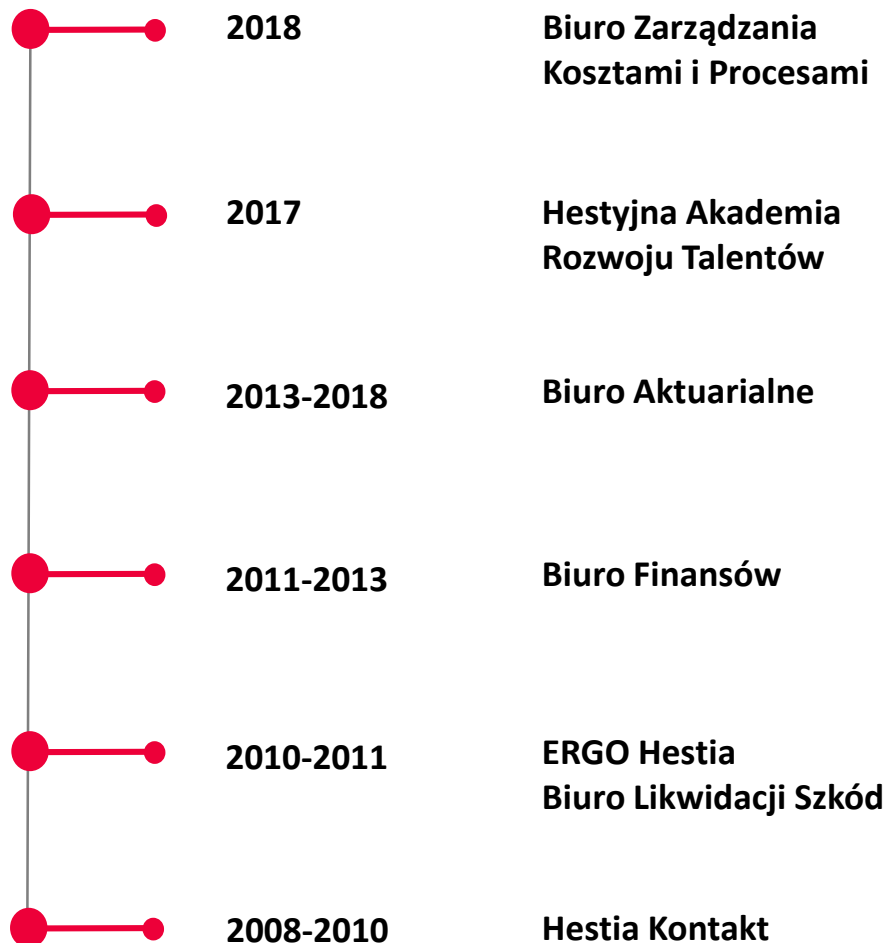 2018
Biuro Zarządzania
Kosztami i Procesami
2017
Hestyjna Akademia
Rozwoju Talentów
2013-2018
Biuro Aktuarialne
2011-2013
Biuro Finansów
2010-2011
ERGO Hestia
Biuro Likwidacji Szkód
2008-2010
Hestia Kontakt